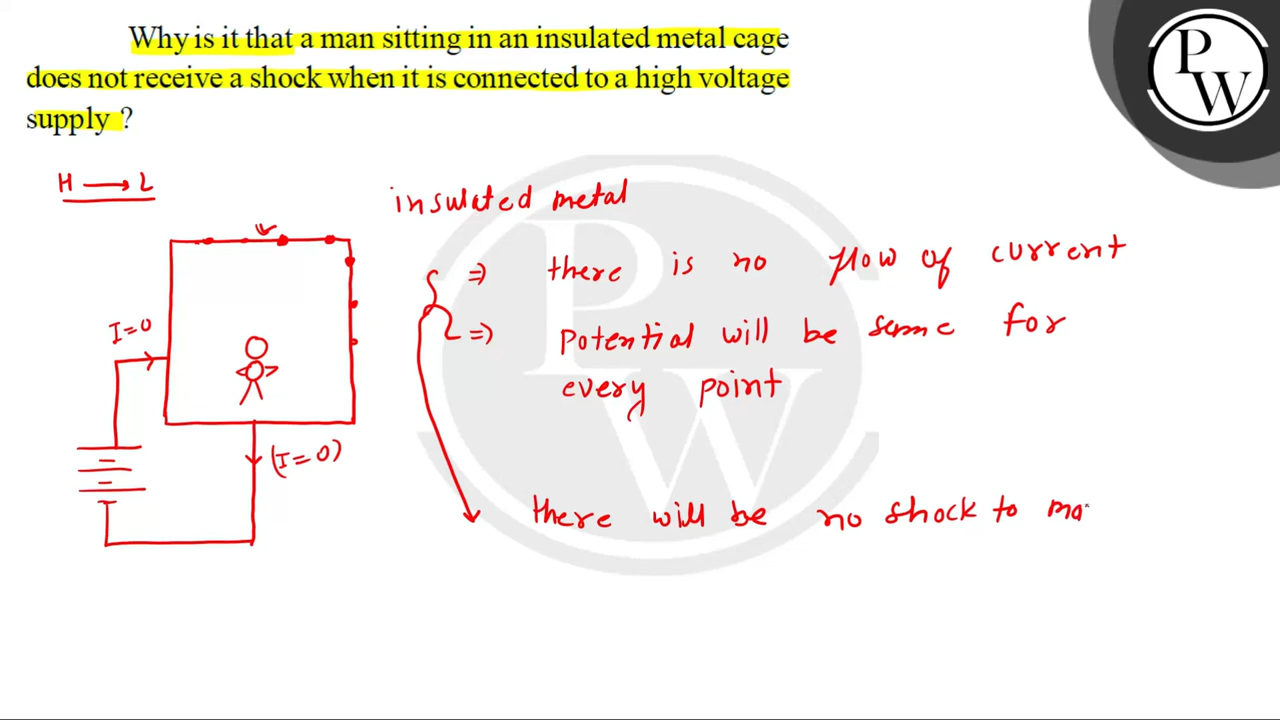 Why is it that a man sitting in an insulated metal cage
does not receive a shock when it is connected to a high voltage
supply ?
P
W
H → L
insulated metal
⇒ there is no flow of current
I=0
⇒ Potential will be same for
every point
(I=0)
there will be no shock to ma
P
W